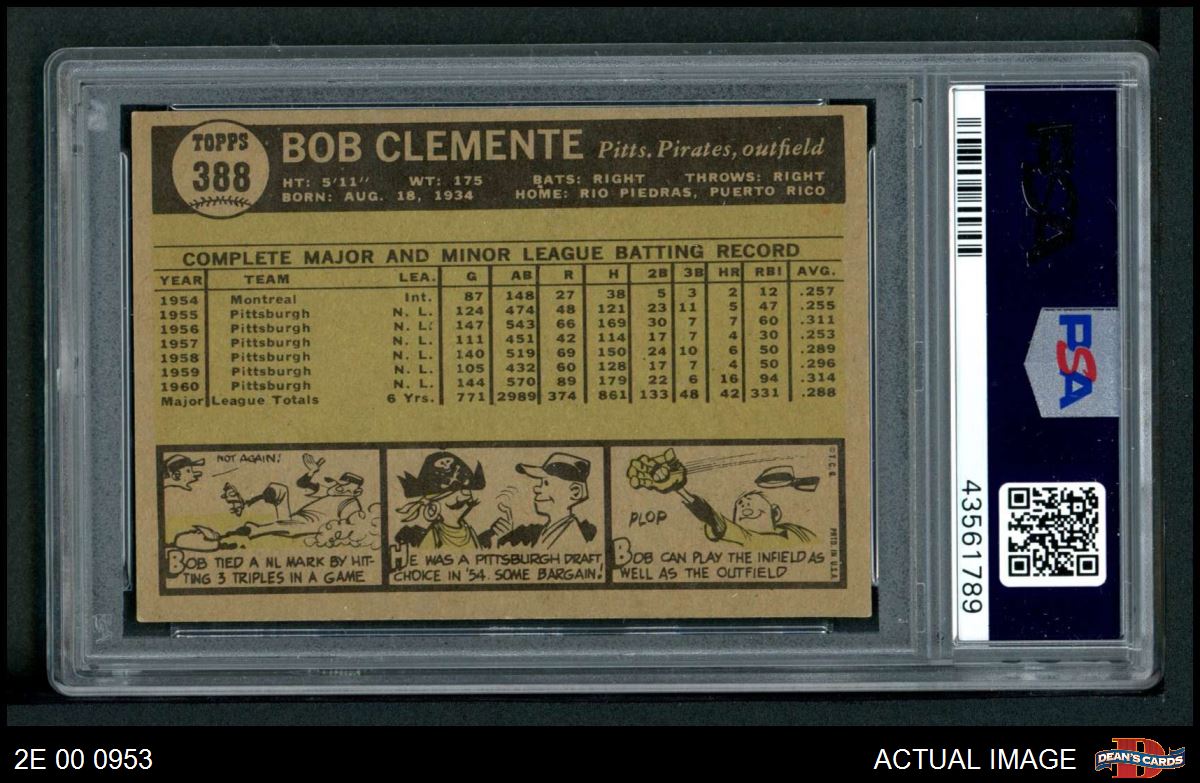 TOPPS
388
BOB CLEMENTE Pitts. Pirates, outfield
HT: 5'11" WT: 175 BATS: RIGHT THROWS: RIGHT
BORN: AUG. 18, 1934 HOME: RIO PIEDRAS, PUERTO RICO
COMPLETE MAJOR AND MINOR LEAGUE BATTING RECORD
YEAR TEAM LEA. G AB R H 2B 3B HR RBI AVG.
1954 Montreal Int. 87 148 27 38 5 3 2 12 .257
1955 Pittsburgh N. L. 124 474 48 121 23 11 5 47 .255
1956 Pittsburgh N. L. 147 543 66 169 30 7 7 60 .311
1957 Pittsburgh N. L. 111 451 42 114 17 7 4 30 .253
1958 Pittsburgh N. L. 140 519 69 150 24 10 6 50 .289
1959 Pittsburgh N. L. 105 432 60 128 17 7 4 50 .296
1960 Pittsburgh N. L. 144 570 89 179 22 6 16 94 .314
Major League Totals 6 Yrs. 771 2989 374 861 133 48 42 331 .288
NOT AGAIN!
BOB TIED A NL MARK BY HIT-
TING 3 TRIPLES IN A GAME
HE WAS A PITTSBURGH DRAFT
CHOICE IN '54. SOME BARGAIN!
PLOP
BOB CAN PLAY THE INFIELD AS
WELL AS THE OUTFIELD
© T.C.G.
PRTD. IN U.S.A.
PSA
PSA
43561789
2E 00 0953
ACTUAL IMAGE
DEAN'S CARDS